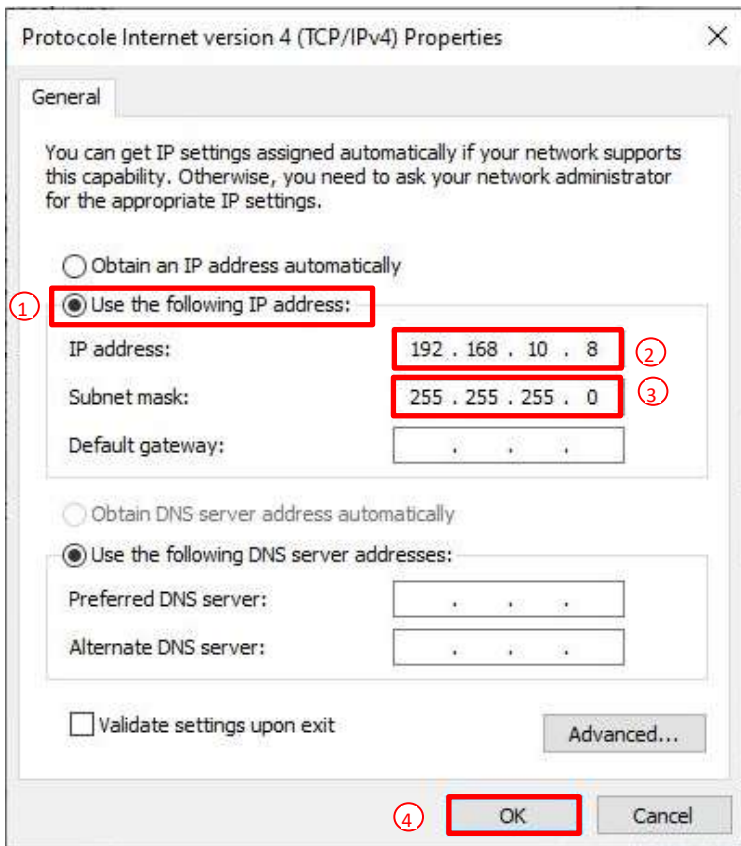 Protocole Internet version 4 (TCP/IPv4) Properties
General
You can get IP settings assigned automatically if your network supports
this capability. Otherwise, you need to ask your network administrator
for the appropriate IP settings.
Obtain an IP address automatically
1 Use the following IP address:
IP address: 192 . 168 . 10 . 8 2
Subnet mask: 255 . 255 . 255 . 0 3
Default gateway: . . .
Obtain DNS server address automatically
Use the following DNS server addresses:
Preferred DNS server: . . .
Alternate DNS server: . . .
Validate settings upon exit
Advanced...
4 OK Cancel